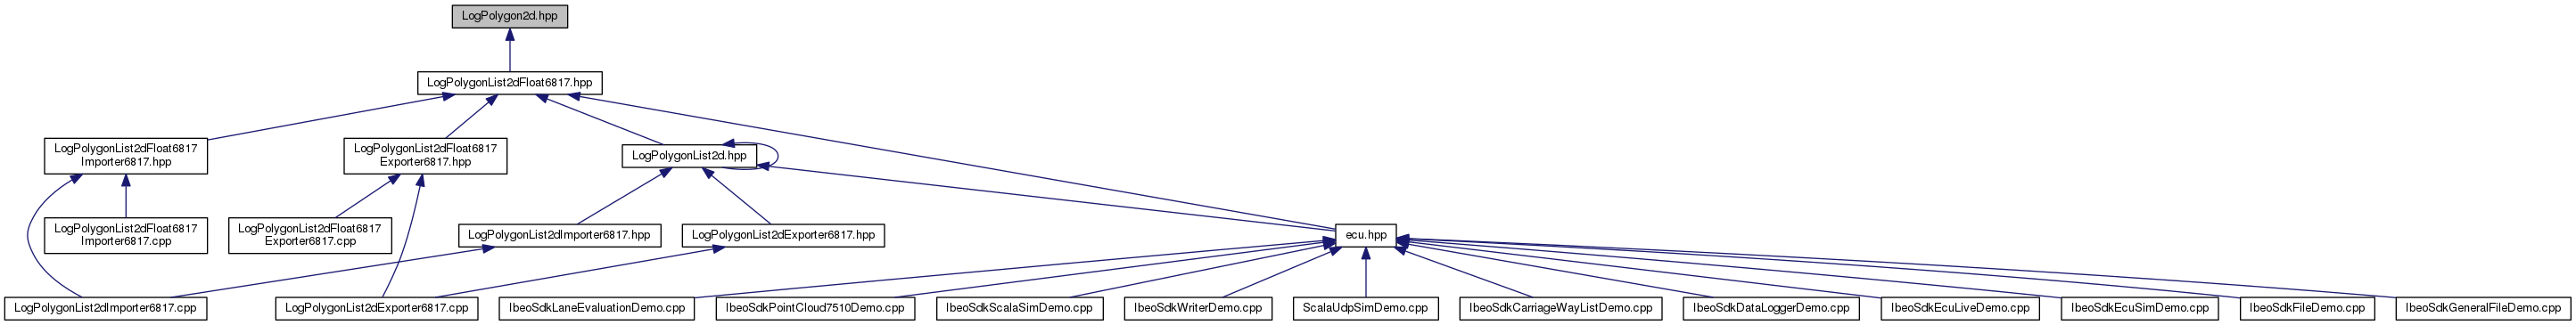 LogPolygon2d.hpp
LogPolygonList2dFloat6817.hpp
LogPolygonList2dFloat6817
Importer6817.hpp
LogPolygonList2dFloat6817
Exporter6817.hpp
LogPolygonList2d.hpp
LogPolygonList2dFloat6817
Importer6817.cpp
LogPolygonList2dFloat6817
Exporter6817.cpp
LogPolygonList2dImporter6817.hpp
LogPolygonList2dExporter6817.hpp
ecu.hpp
LogPolygonList2dImporter6817.cpp
LogPolygonList2dExporter6817.cpp
IbeoSdkLaneEvaluationDemo.cpp
IbeoSdkPointCloud7510Demo.cpp
IbeoSdkScalaSimDemo.cpp
IbeoSdkWriterDemo.cpp
ScalaUdpSimDemo.cpp
IbeoSdkCarriageWayListDemo.cpp
IbeoSdkDataLoggerDemo.cpp
IbeoSdkEcuLiveDemo.cpp
IbeoSdkEcuSimDemo.cpp
IbeoSdkFileDemo.cpp
IbeoSdkGeneralFileDemo.cpp